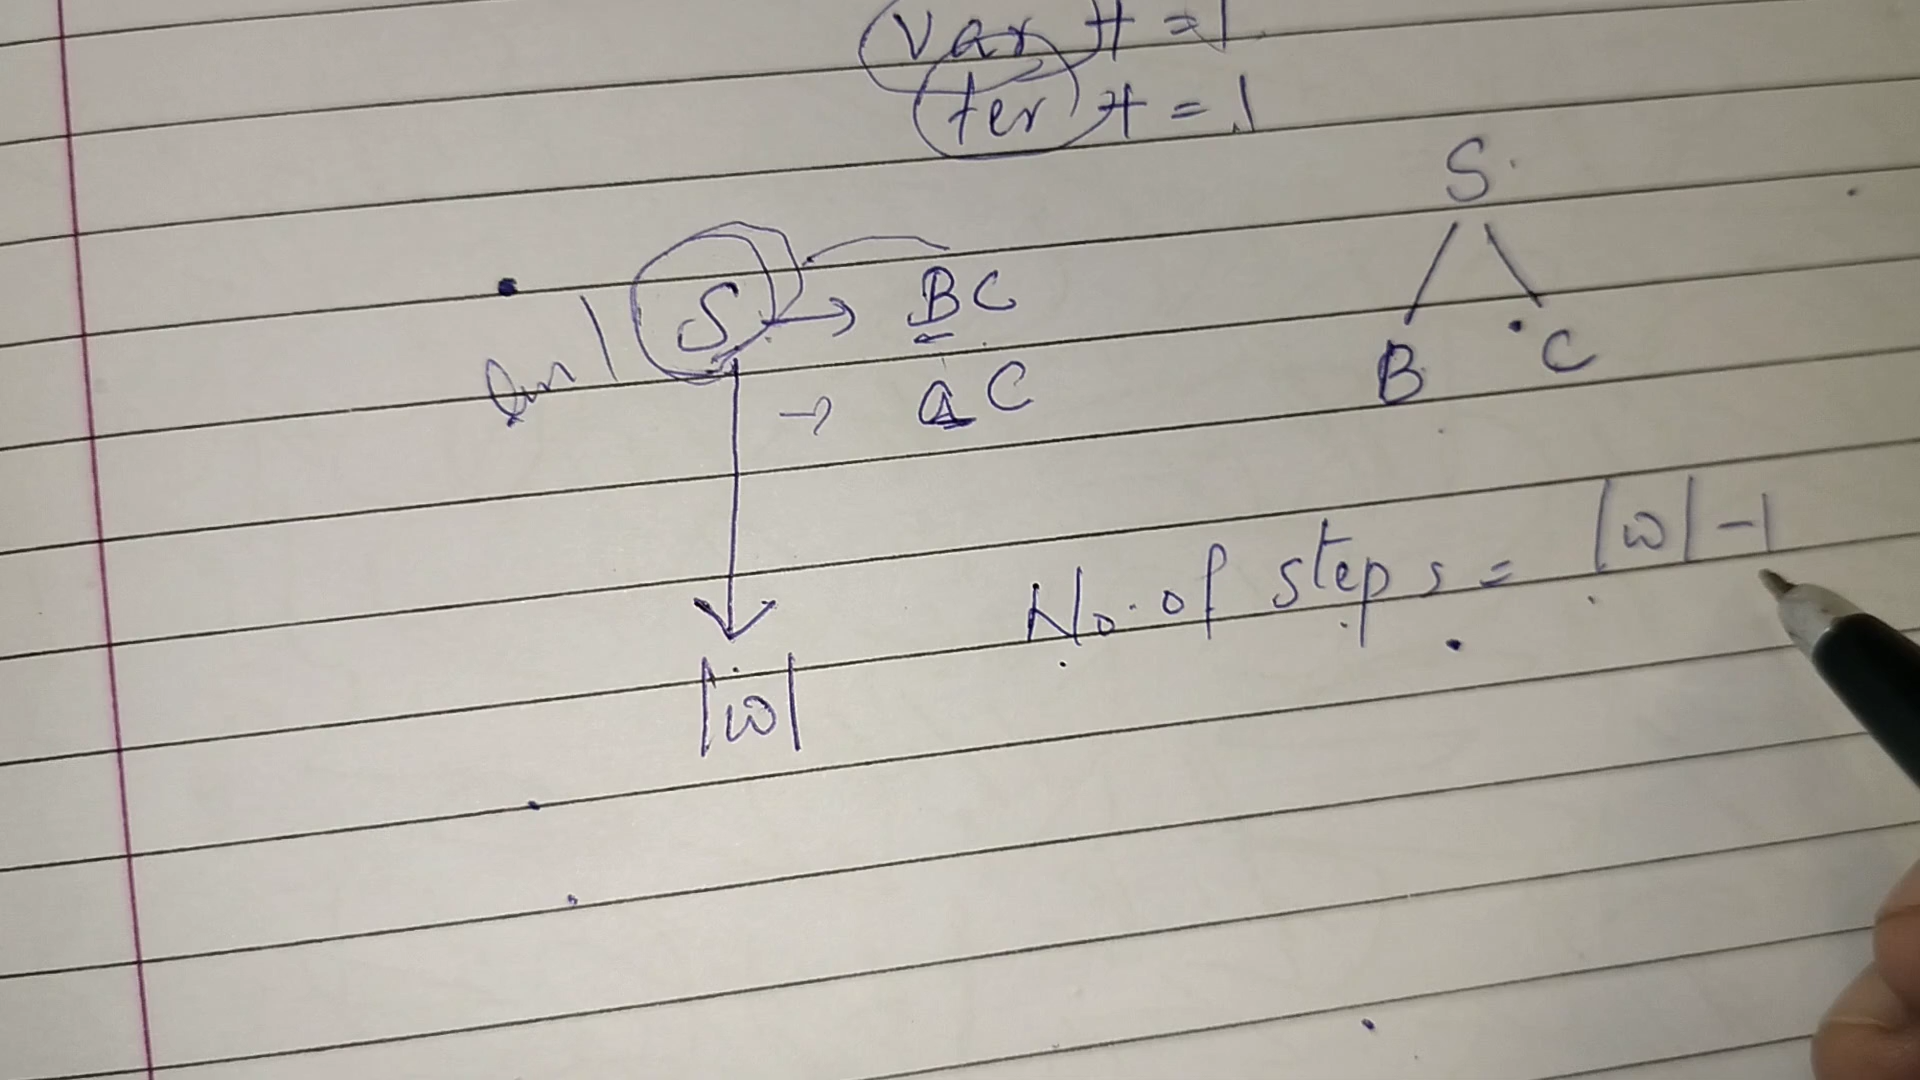 var # = 1
ter # = 1
S → BC
→ aC
S
B C
No. of steps = |w| - 1
|w|